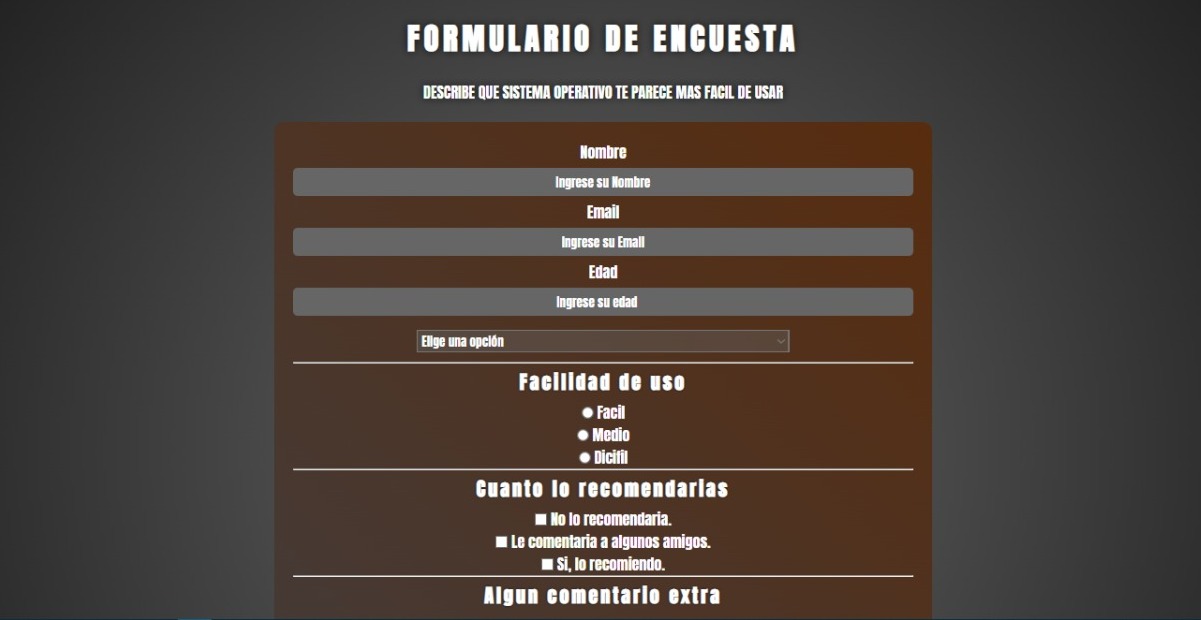 FORMULARIO DE ENCUESTA
DESCRIBE QUE SISTEMA OPERATIVO TE PARECE MAS FACIL DE USAR
Nombre
Ingrese su Nombre
Email
Ingrese su Email
Edad
Ingrese su edad
Elige una opción
Facilidad de uso
Facil
Medio
Dicifil
Cuanto lo recomendarias
No lo recomendaria.
Le comentaria a algunos amigos.
Si, lo recomiendo.
Algun comentario extra